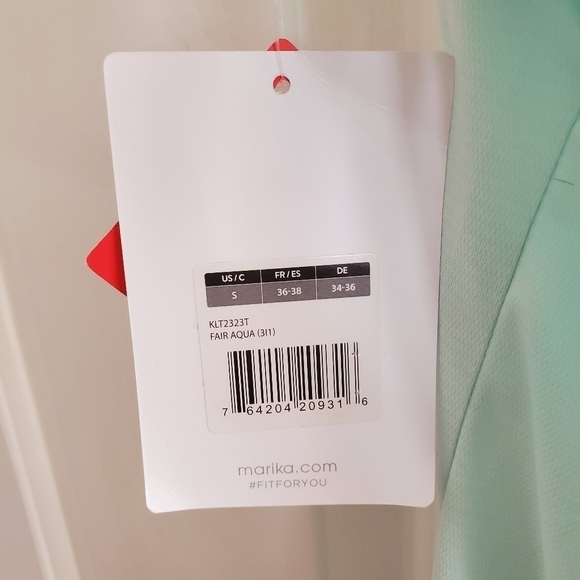 US / C FR / ES DE
S 36-38 34-36
KLT2323T
FAIR AQUA (3I1)
7 64204 20931 6
marika.com
#FITFORYOU